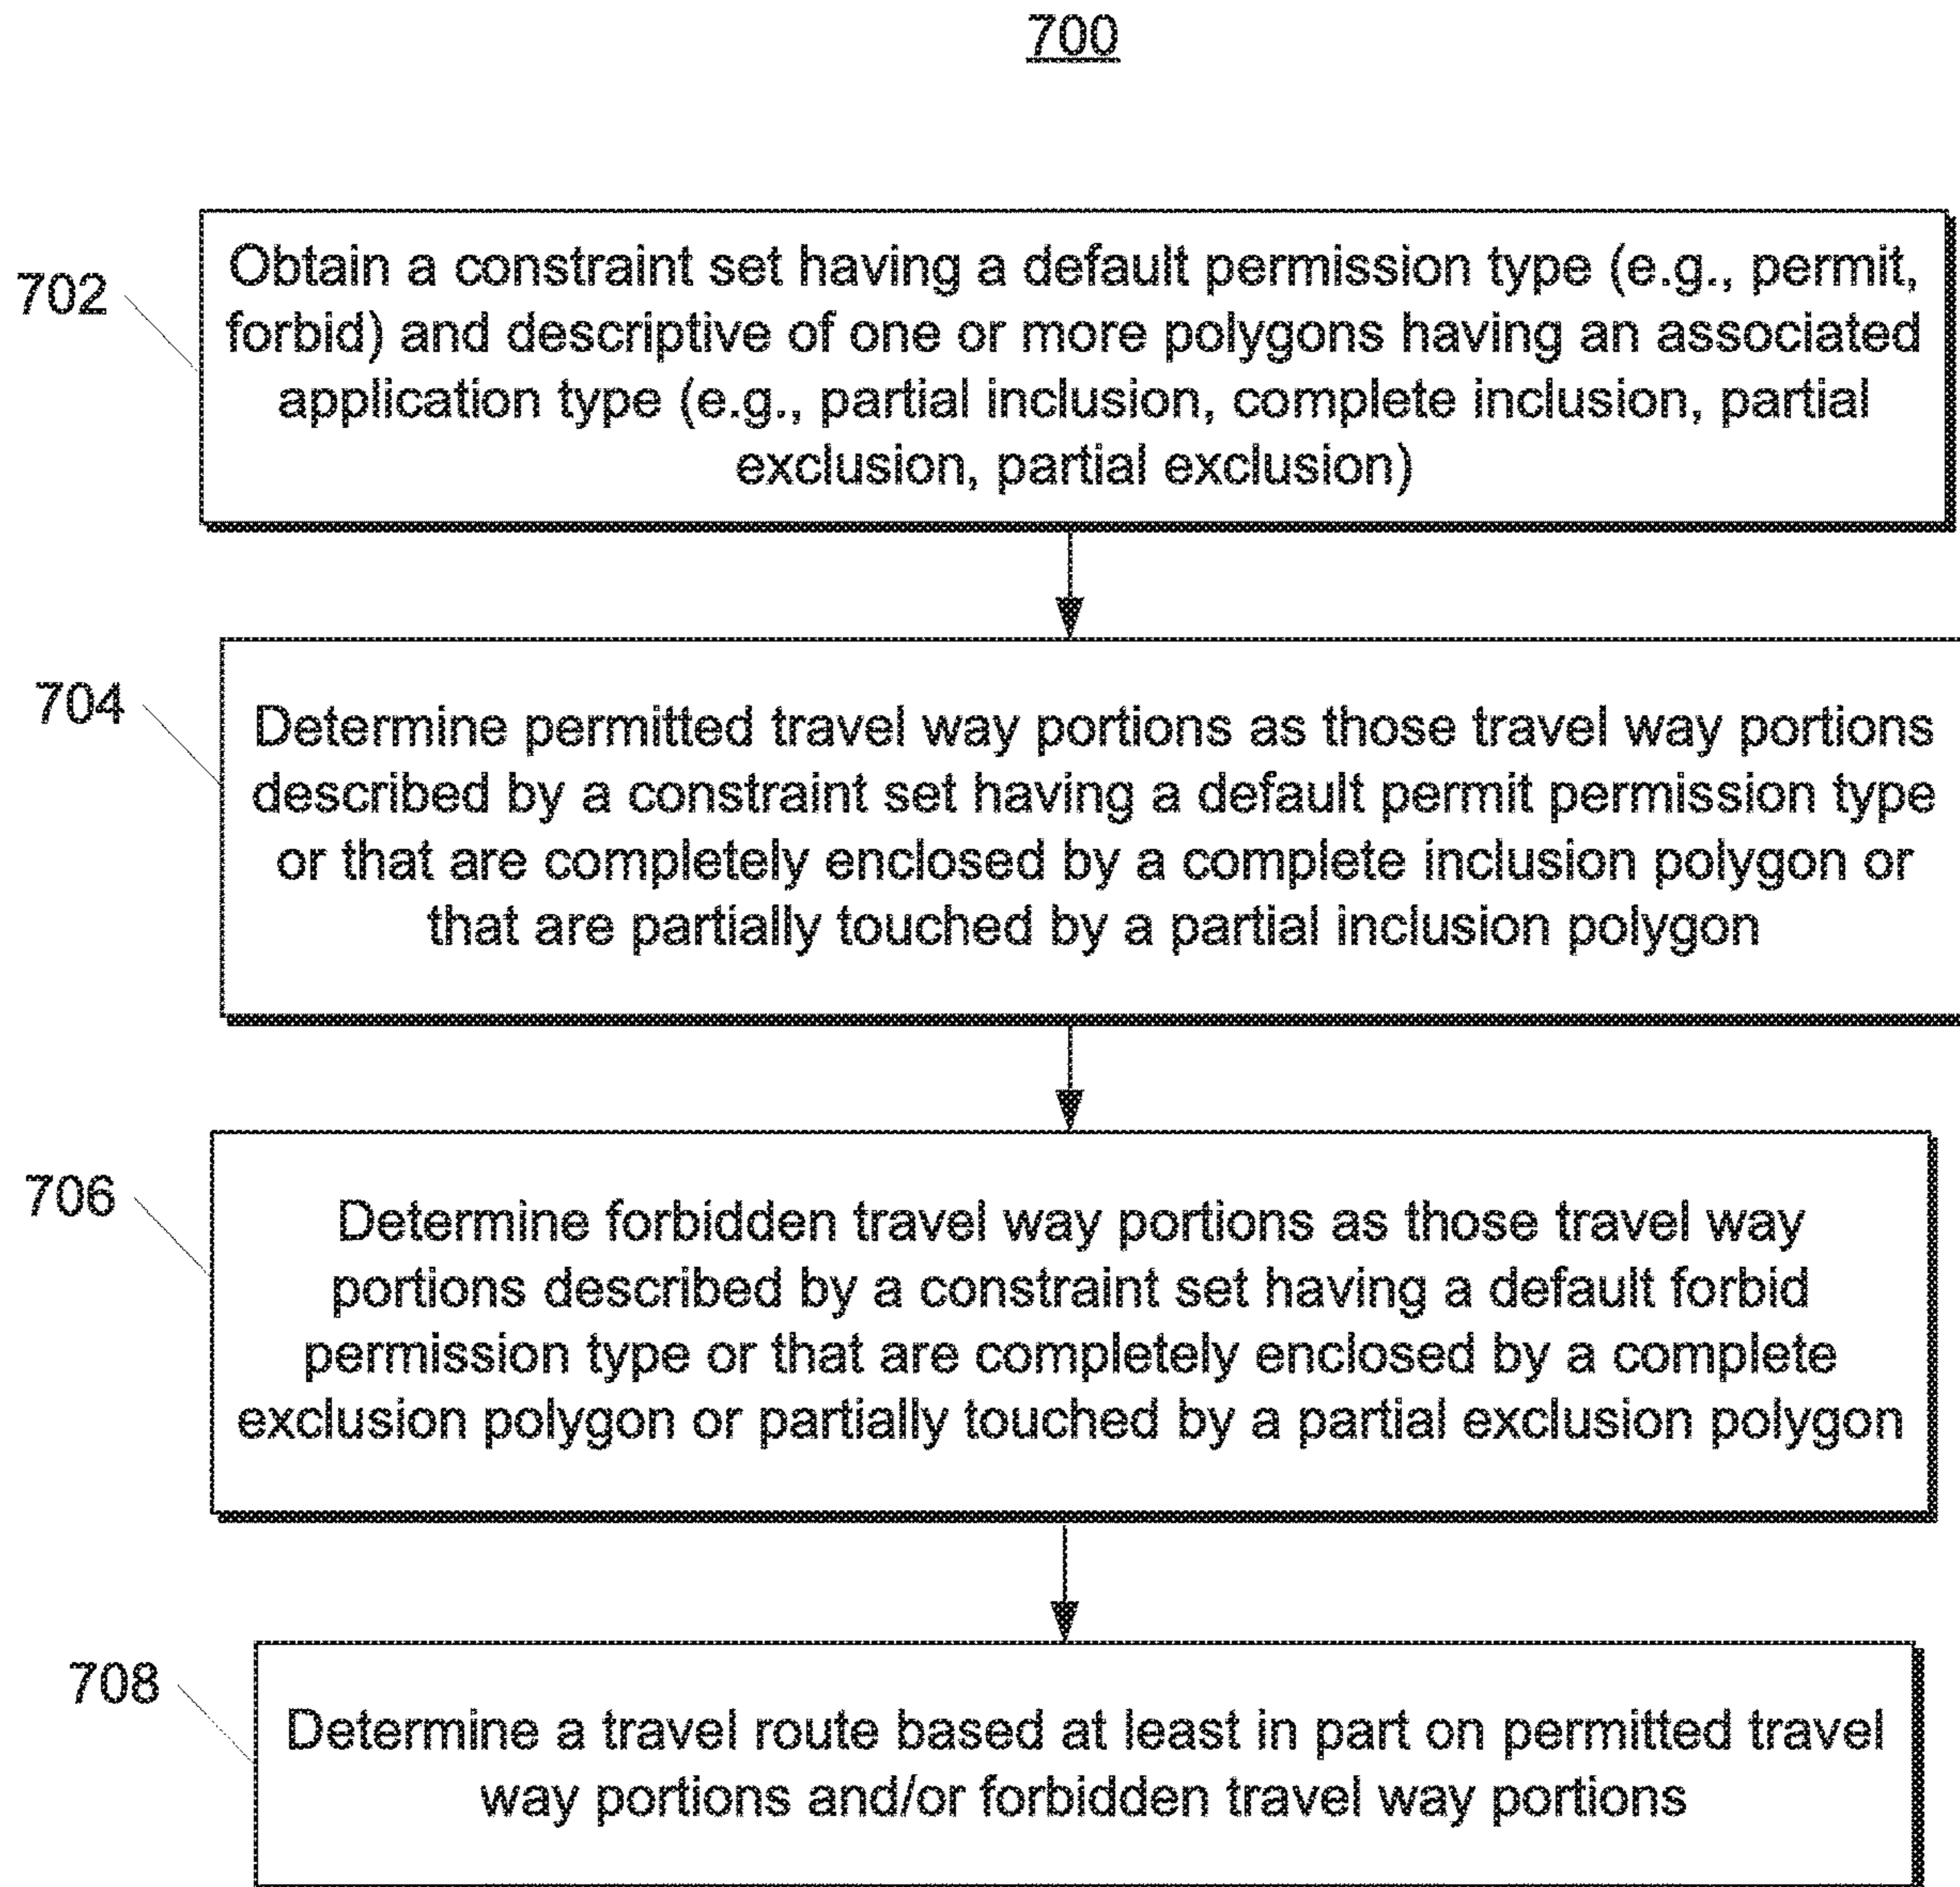 700
702
Obtain a constraint set having a default permission type (e.g., permit,
forbid) and descriptive of one or more polygons having an associated
application type (e.g., partial inclusion, complete inclusion, partial
exclusion, partial exclusion)
704
Determine permitted travel way portions as those travel way portions
described by a constraint set having a default permit permission type
or that are completely enclosed by a complete inclusion polygon or
that are partially touched by a partial inclusion polygon
706
Determine forbidden travel way portions as those travel way
portions described by a constraint set having a default forbid
permission type or that are completely enclosed by a complete
exclusion polygon or partially touched by a partial exclusion polygon
708
Determine a travel route based at least in part on permitted travel
way portions and/or forbidden travel way portions